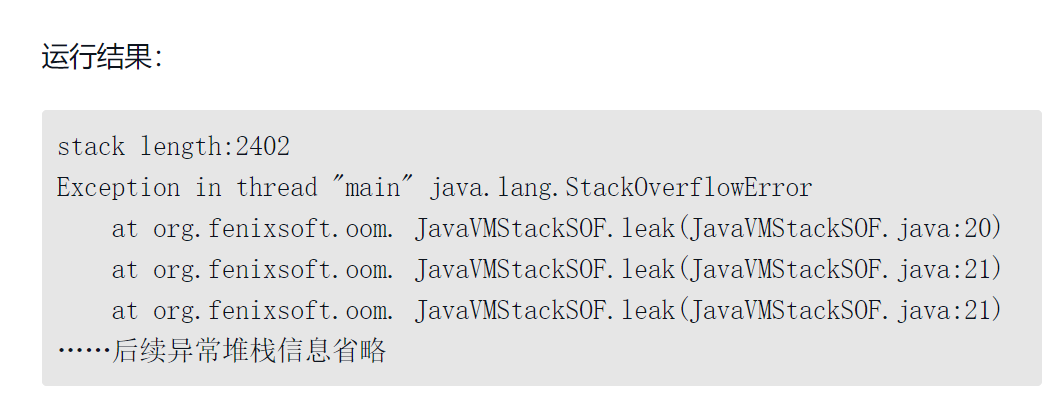 运行结果：
stack length:2402
Exception in thread "main" java.lang.StackOverflowError
at org.fenixsoft.oom. JavaVMStackSOF.leak(JavaVMStackSOF.java:20)
at org.fenixsoft.oom. JavaVMStackSOF.leak(JavaVMStackSOF.java:21)
at org.fenixsoft.oom. JavaVMStackSOF.leak(JavaVMStackSOF.java:21)
……后续异常堆栈信息省略